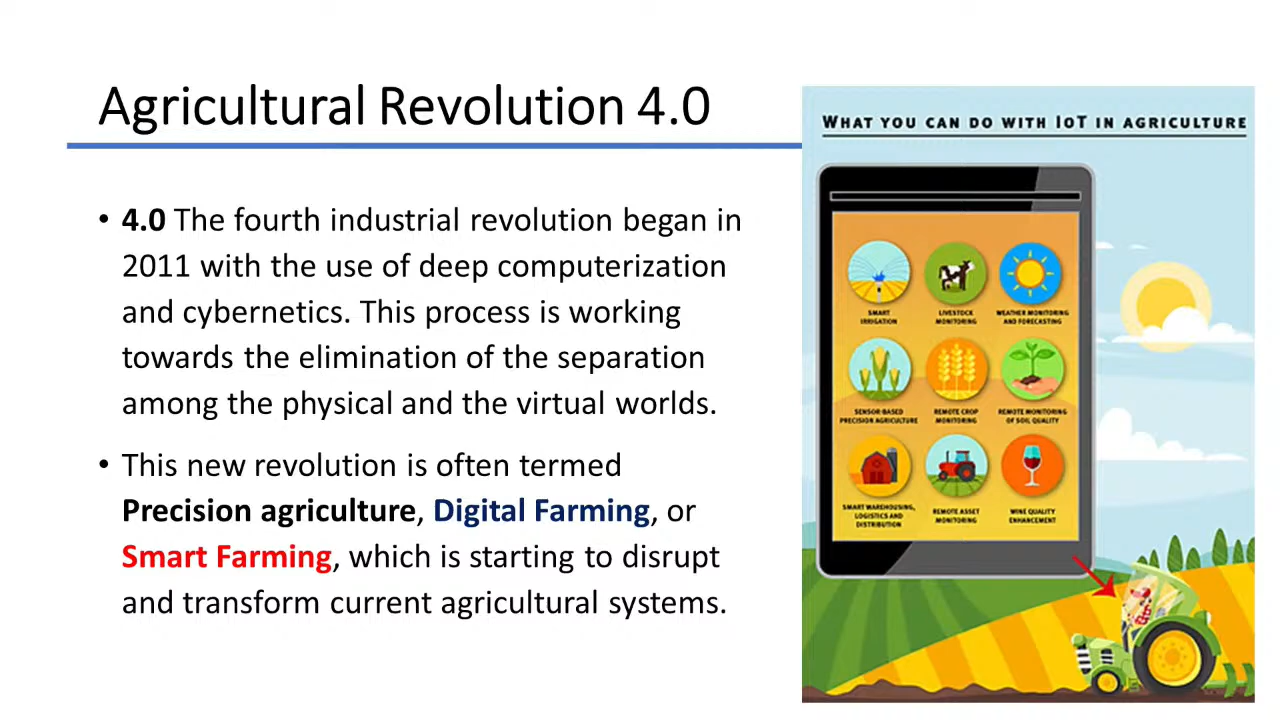 Agricultural Revolution 4.0
• 4.0 The fourth industrial revolution began in
2011 with the use of deep computerization
and cybernetics. This process is working
towards the elimination of the separation
among the physical and the virtual worlds.
• This new revolution is often termed
Precision agriculture, Digital Farming, or
Smart Farming, which is starting to disrupt
and transform current agricultural systems.
WHAT YOU CAN DO WITH IoT IN AGRICULTURE
SMART
IRRIGATION
LIVESTOCK
MONITORING
WEATHER MONITORING
AND FORECASTING
SENSOR-BASED
PRECISION AGRICULTURE
REMOTE CROP
MONITORING
REMOTE MONITORING
OF SOIL QUALITY
SMART WAREHOUSING,
LOGISTICS AND
DISTRIBUTION
REMOTE ASSET
MONITORING
WINE QUALITY
ENHANCEMENT